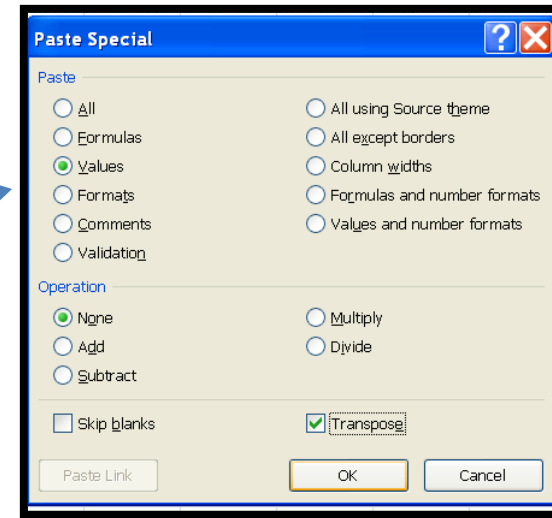 Paste Special
Paste
All
All using Source theme
Formulas
All except borders
Values
Column widths
Formats
Formulas and number formats
Comments
Values and number formats
Validation
Operation
None
Multiply
Add
Divide
Subtract
Skip blanks
Transpose
Paste Link
OK
Cancel